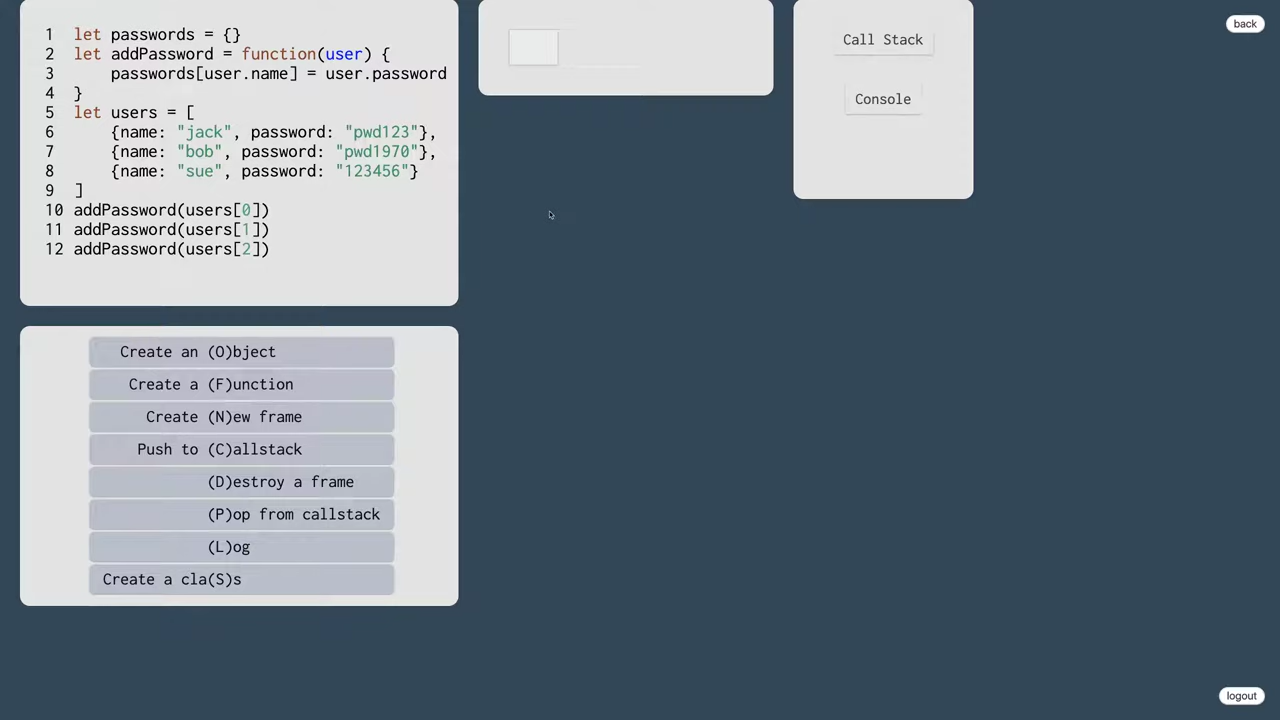 1 let passwords = {}
2 let addPassword = function(user) {
3 passwords[user.name] = user.password
4 }
5 let users = [
6 {name: "jack", password: "pwd123"},
7 {name: "bob", password: "pwd1970"},
8 {name: "sue", password: "123456"}
9 ]
10 addPassword(users[0])
11 addPassword(users[1])
12 addPassword(users[2])
Create an (O)bject
Create a (F)unction
Create (N)ew frame
Push to (C)allstack
(D)estroy a frame
(P)op from callstack
(L)og
Create a cla(S)s
Call Stack
Console
back
logout